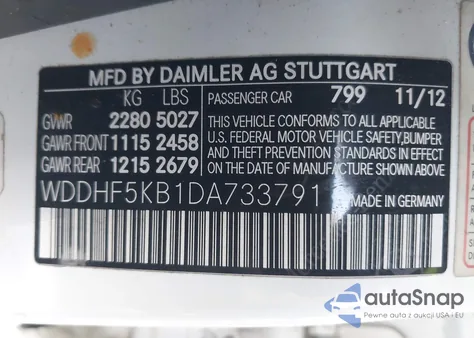 MFD BY DAIMLER AG STUTTGART
KG LBS PASSENGER CAR 799 11/12
GVWR 2280 5027
GAWR FRONT 1115 2458
GAWR REAR 1215 2679
THIS VEHICLE CONFORMS TO ALL APPLICABLE
U.S. FEDERAL MOTOR VEHICLE SAFETY,BUMPER
AND THEFT PREVENTION STANDARDS IN EFFECT
ON THE DATE OF MANUFACTURE SHOWN ABOVE.
WDDHF5KB1DA733791 MADE IN GERMANY
autoSnap
Pewne auta z aukcji USA i EU